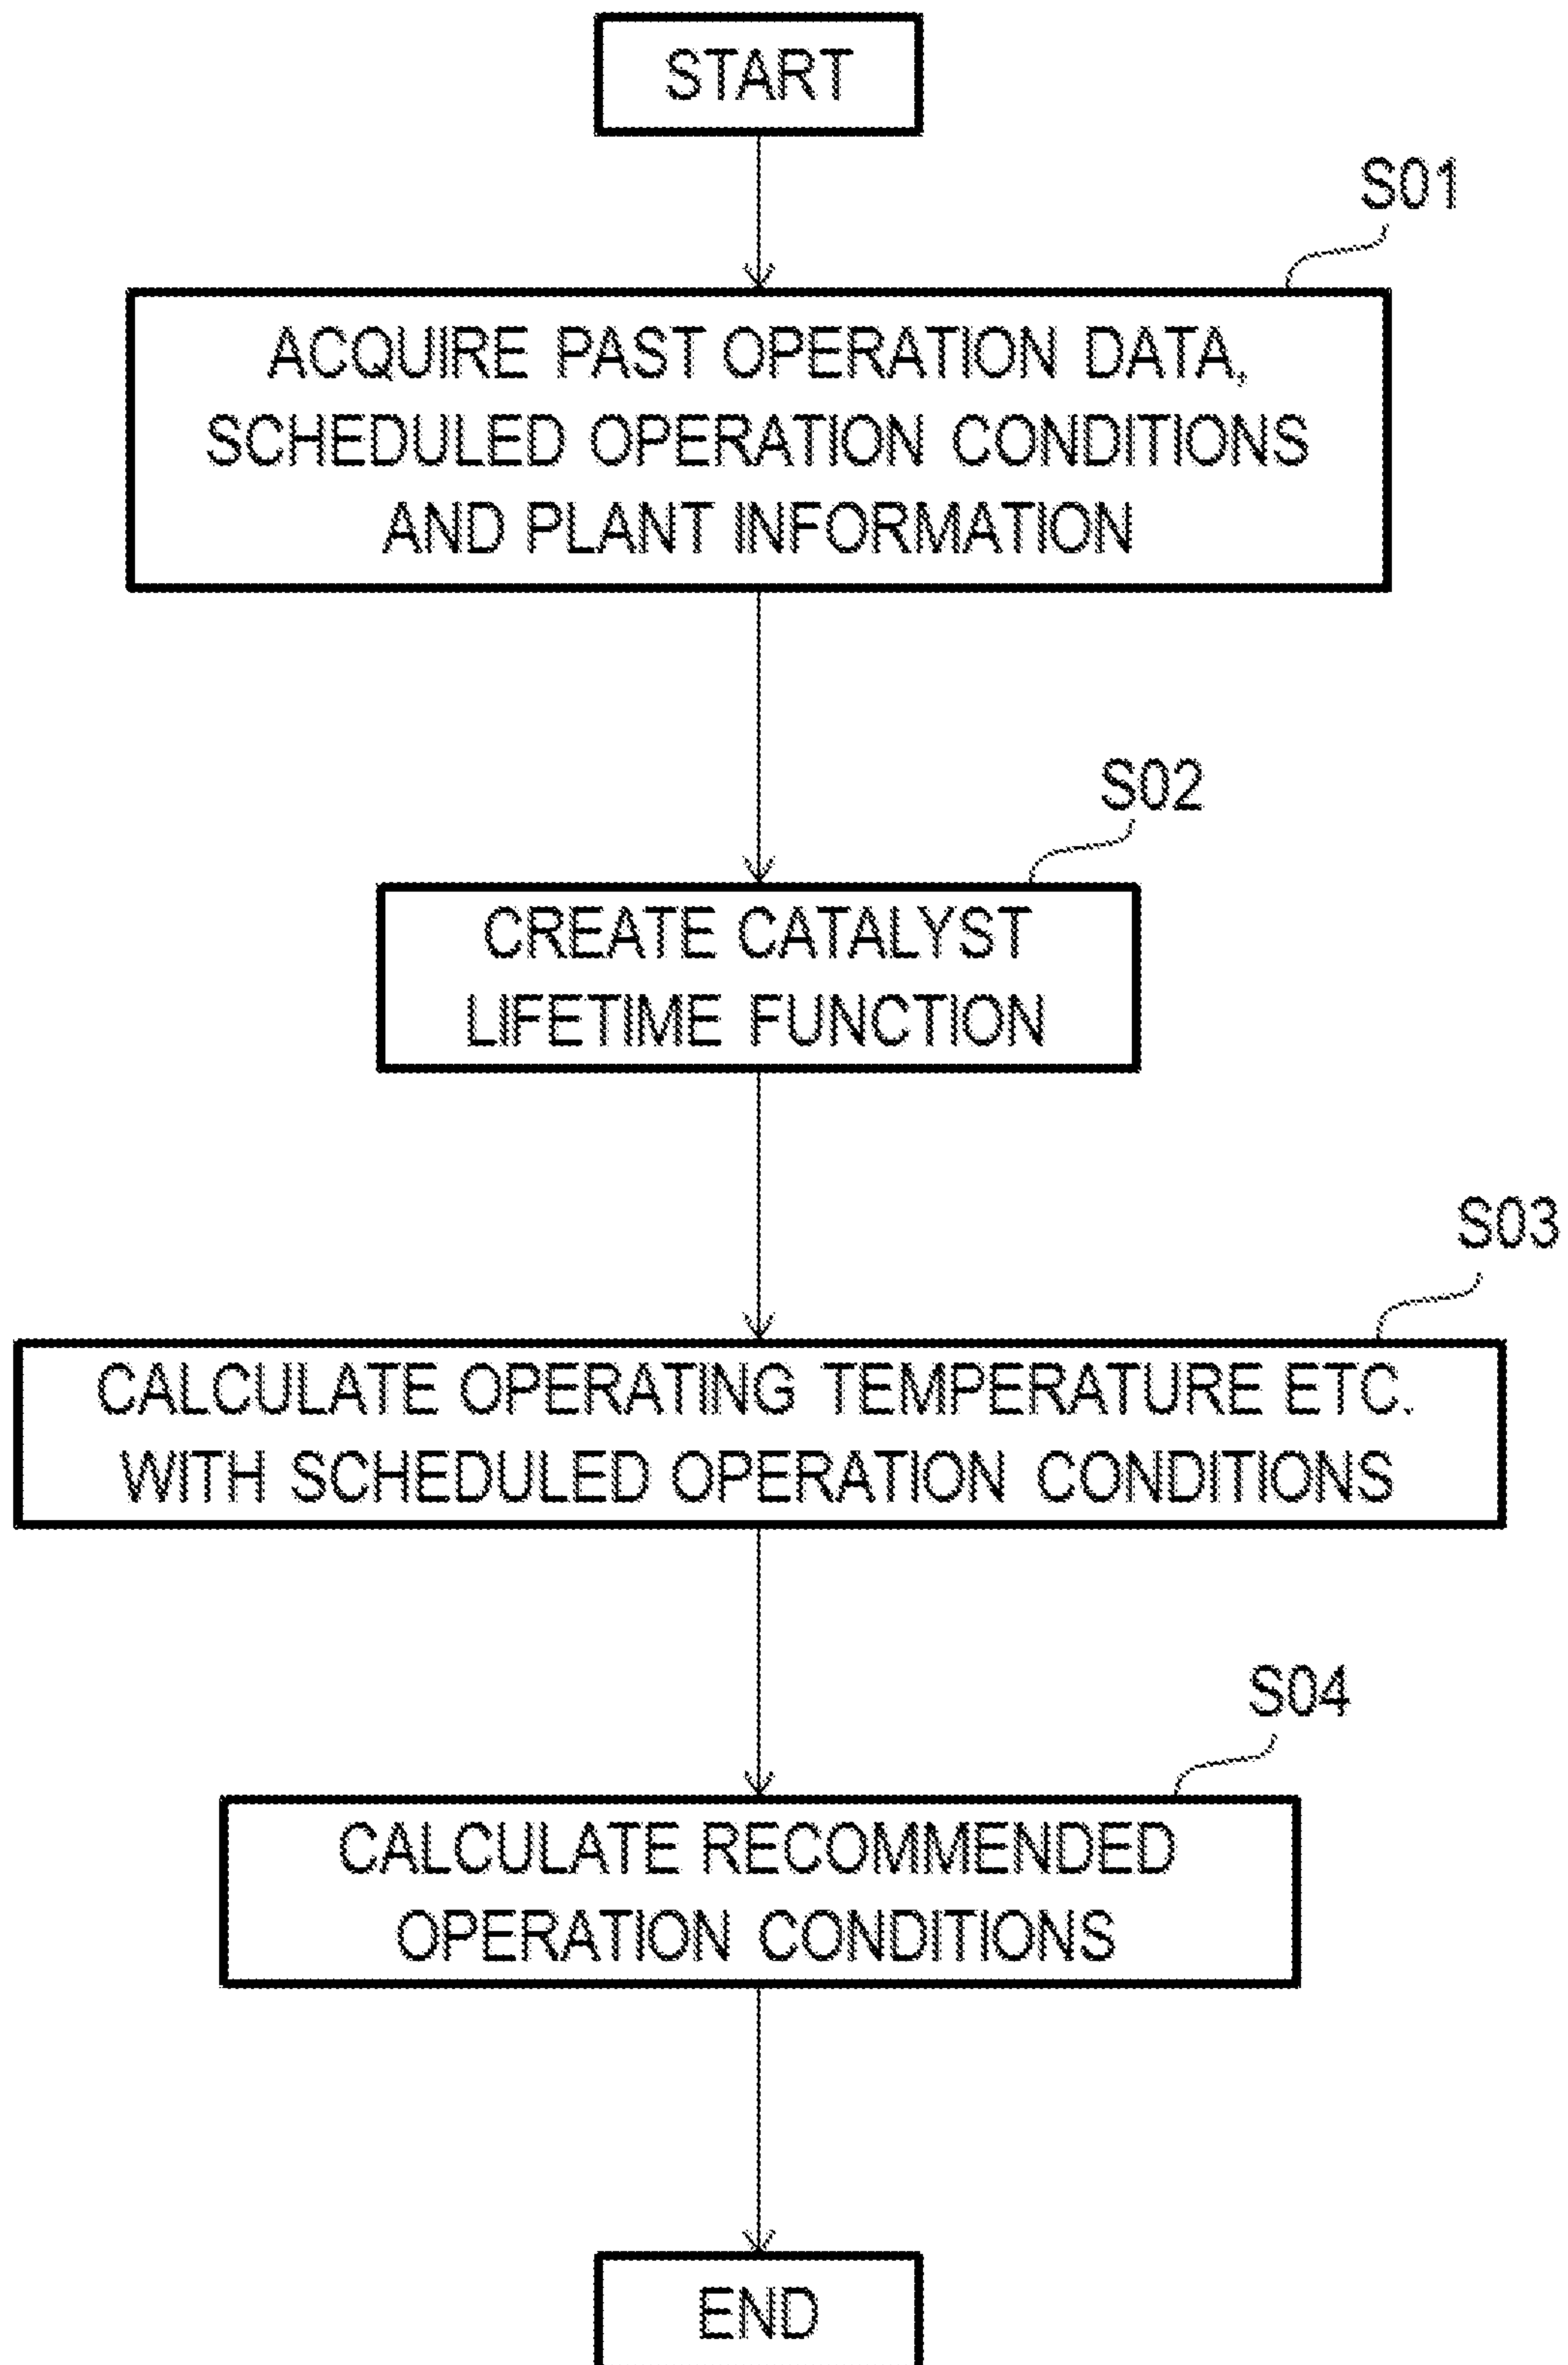 START
S01
ACQUIRE PAST OPERATION DATA,
SCHEDULED OPERATION CONDITIONS
AND PLANT INFORMATION
S02
CREATE CATALYST
LIFETIME FUNCTION
S03
CALCULATE OPERATING TEMPERATURE ETC.
WITH SCHEDULED OPERATION CONDITIONS
S04
CALCULATE RECOMMENDED
OPERATION CONDITIONS
END